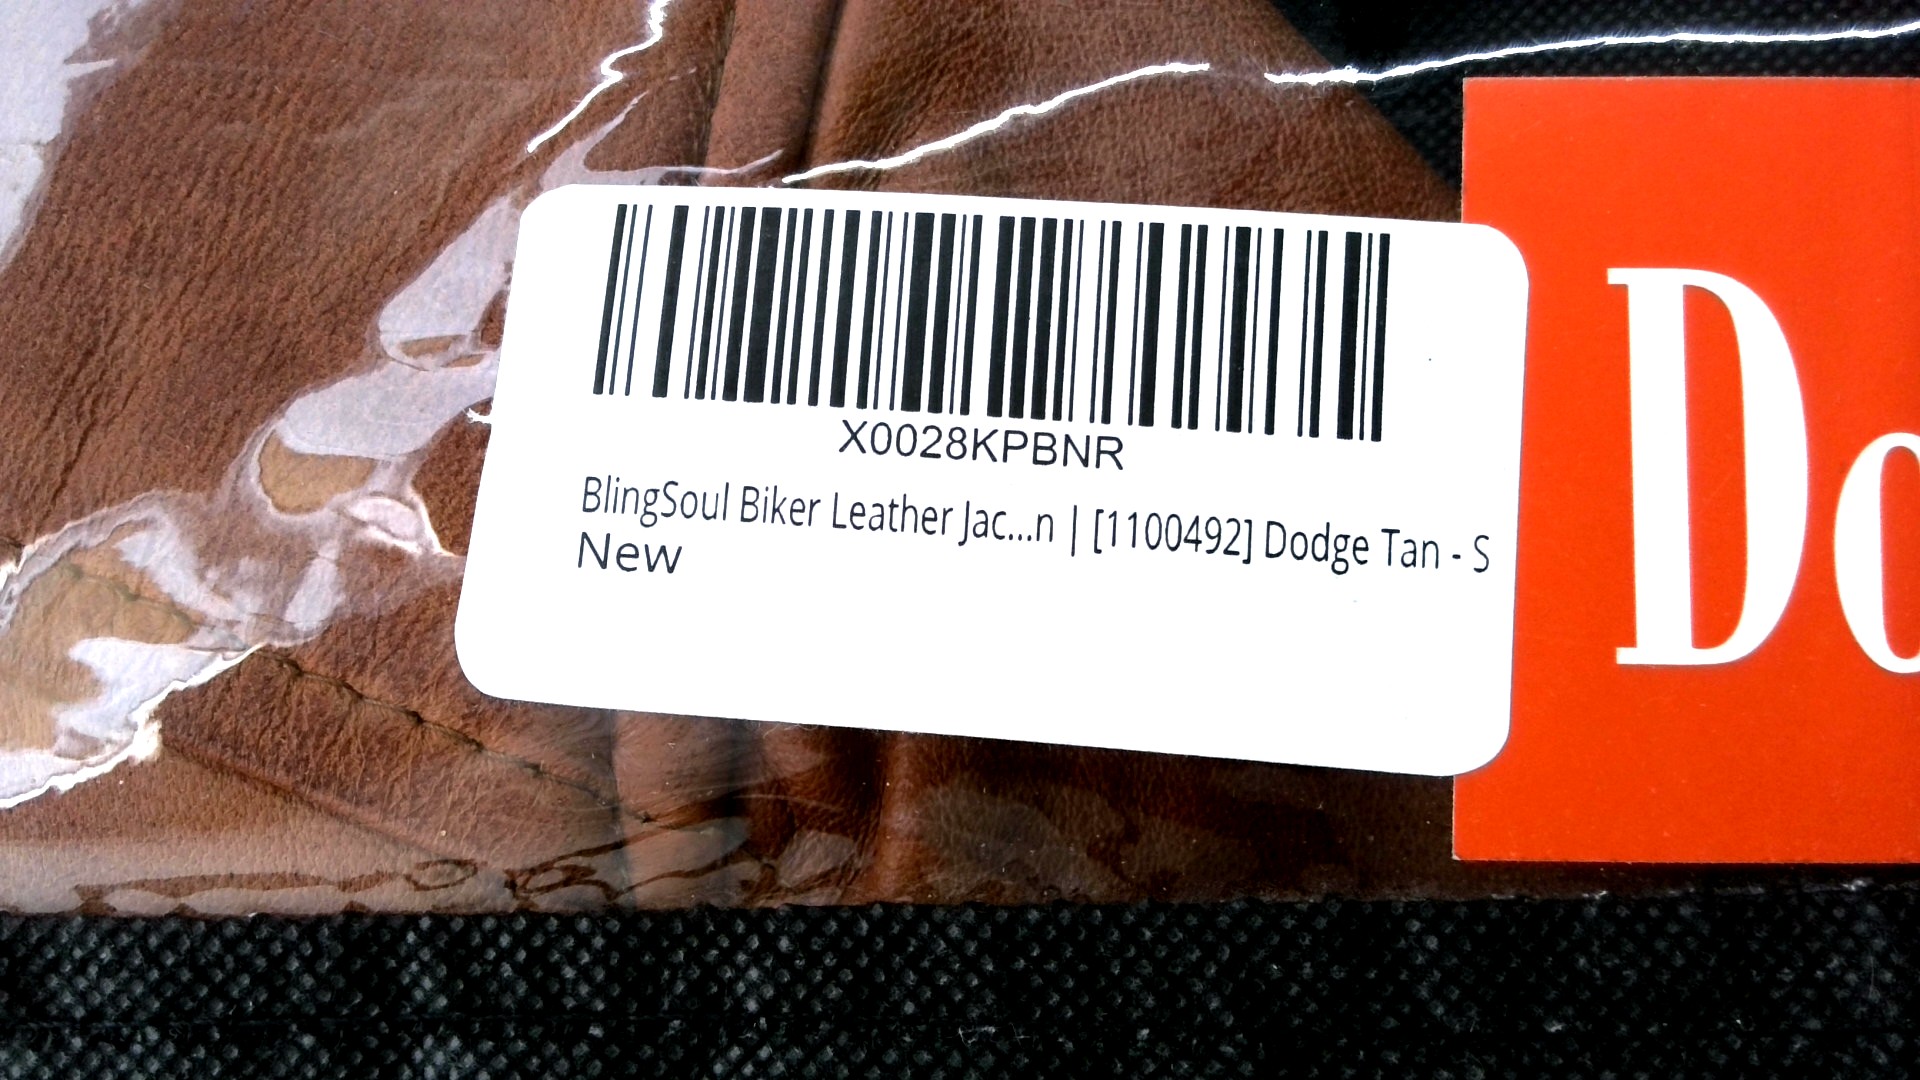 X0028KPBNR
BlingSoul Biker Leather Jac...n | [1100492] Dodge Tan - S
New
Do